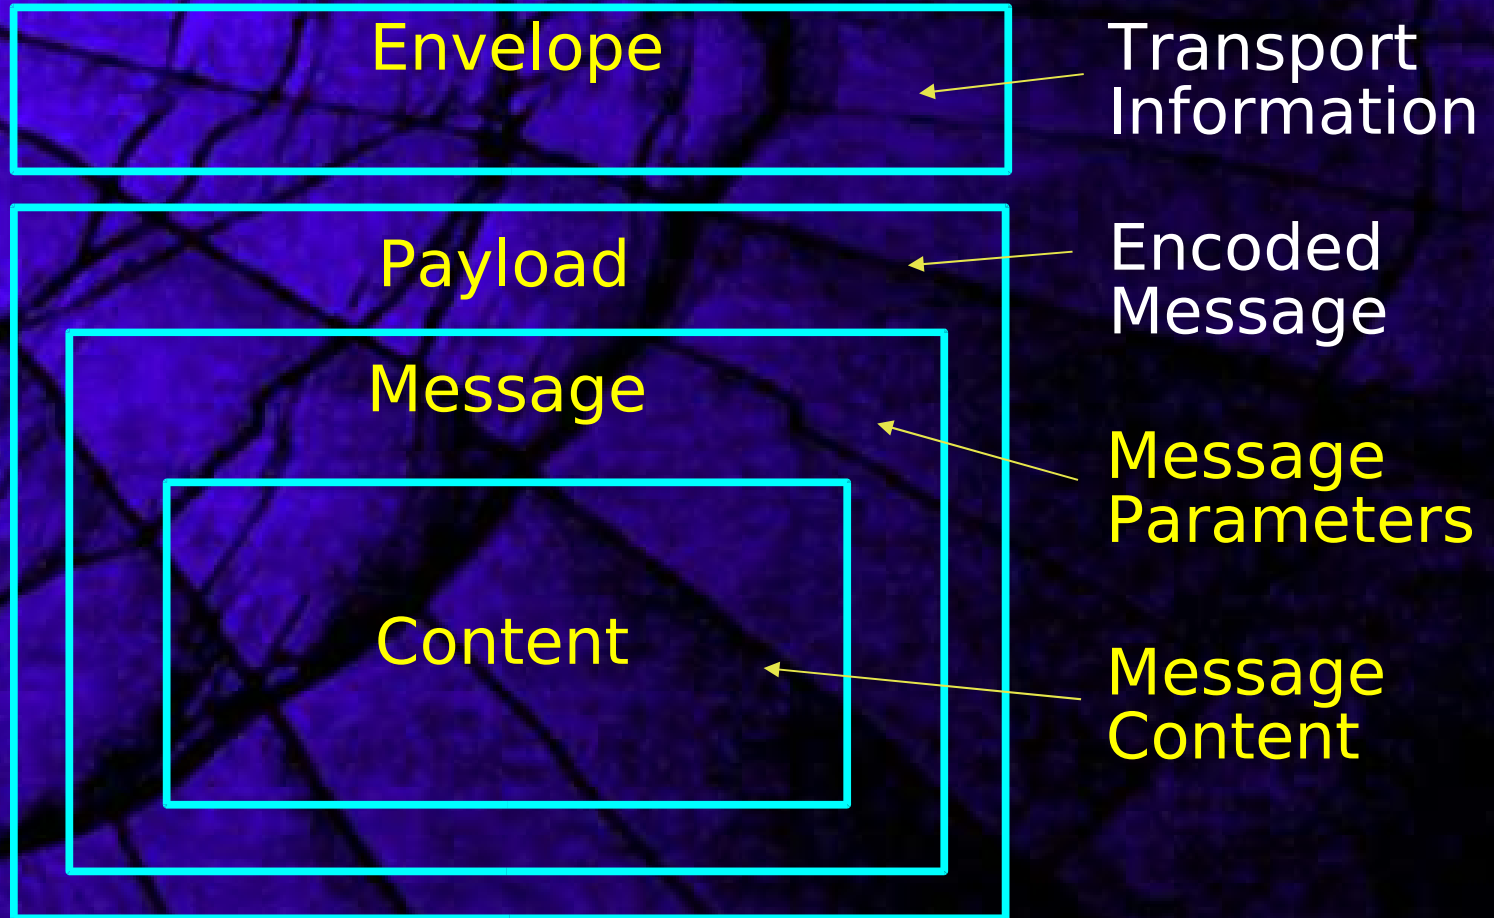 Envelope
Transport
Information
Payload
Encoded
Message
Message
Message
Parameters
Content
Message
Content